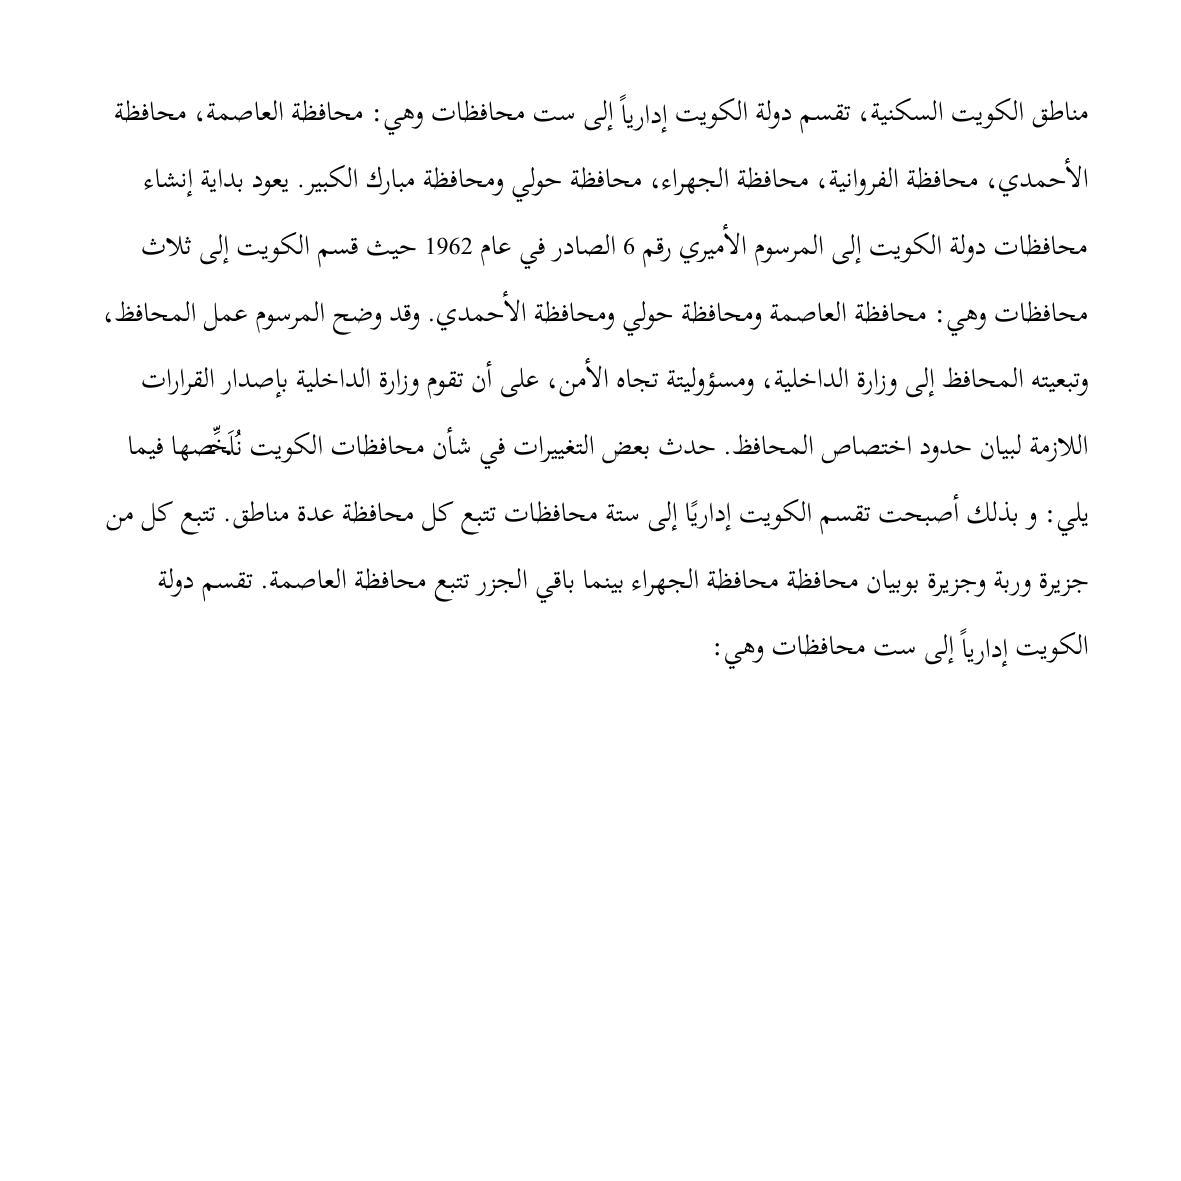 مناطق الكويت السكنية، تقسم دولة الكويت إدارياً إلى ست محافظات وهي: محافظة العاصمة، محافظة
الأحمدي، محافظة الفروانية، محافظة الجهراء، محافظة حولي ومحافظة مبارك الكبير. يعود بداية إنشاء
محافظات دولة الكويت إلى المرسوم الأميري رقم 6 الصادر في عام 1962 حيث قسم الكويت إلى ثلاث
محافظات وهي: محافظة العاصمة ومحافظة حولي ومحافظة الأحمدي. وقد وضح المرسوم عمل المحافظ،
وتبعيته المحافظ إلى وزارة الداخلية، ومسؤوليتة تجاه الأمن، على أن تقوم وزارة الداخلية بإصدار القرارات
اللازمة لبيان حدود اختصاص المحافظ. حدث بعض التغييرات في شأن محافظات الكويت نُلَخِّصها فيما
يلي: و بذلك أصبحت تقسم الكويت إداريًا إلى ستة محافظات تتبع كل محافظة عدة مناطق. تتبع كل من
جزيرة وربة وجزيرة بوبيان محافظة محافظة الجهراء بينما باقي الجزر تتبع محافظة العاصمة. تقسم دولة
الكويت إدارياً إلى ست محافظات وهي: